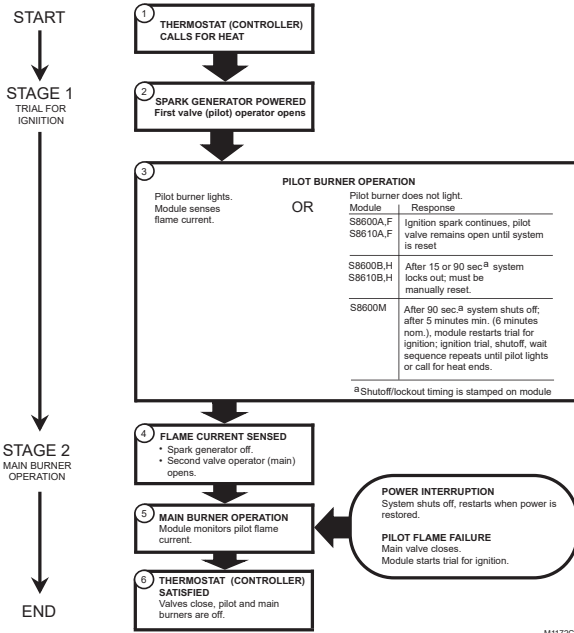 START
STAGE 1
TRIAL FOR
IGNIITION
STAGE 2
MAIN BURNER
OPERATION
END
1
THERMOSTAT (CONTROLLER)
CALLS FOR HEAT
2
SPARK GENERATOR POWERED
First valve (pilot) operator opens
3
PILOT BURNER OPERATION
Pilot burner lights.
Module senses
flame current.
OR
Pilot burner does not light.
Module Response
S8600A,F Ignition spark continues, pilot
S8610A,F valve remains open until system
is reset
S8600B,H After 15 or 90 sec a system
S8610B,H locks out; must be
manually reset.
S8600M After 90 sec.a system shuts off;
after 5 minutes min. (6 minutes
nom.), module restarts trial for
ignition; ignition trial, shutoff, wait
sequence repeats until pilot lights
or call for heat ends.
a Shutoff/lockout timing is stamped on module
4
FLAME CURRENT SENSED
• Spark generator off.
• Second valve operator (main)
opens.
5
MAIN BURNER OPERATION
Module monitors pilot flame
current.
POWER INTERRUPTION
System shuts off, restarts when power is
restored.
PILOT FLAME FAILURE
Main valve closes.
Module starts trial for ignition.
6
THERMOSTAT (CONTROLLER)
SATISFIED
Valves close, pilot and main
burners are off.